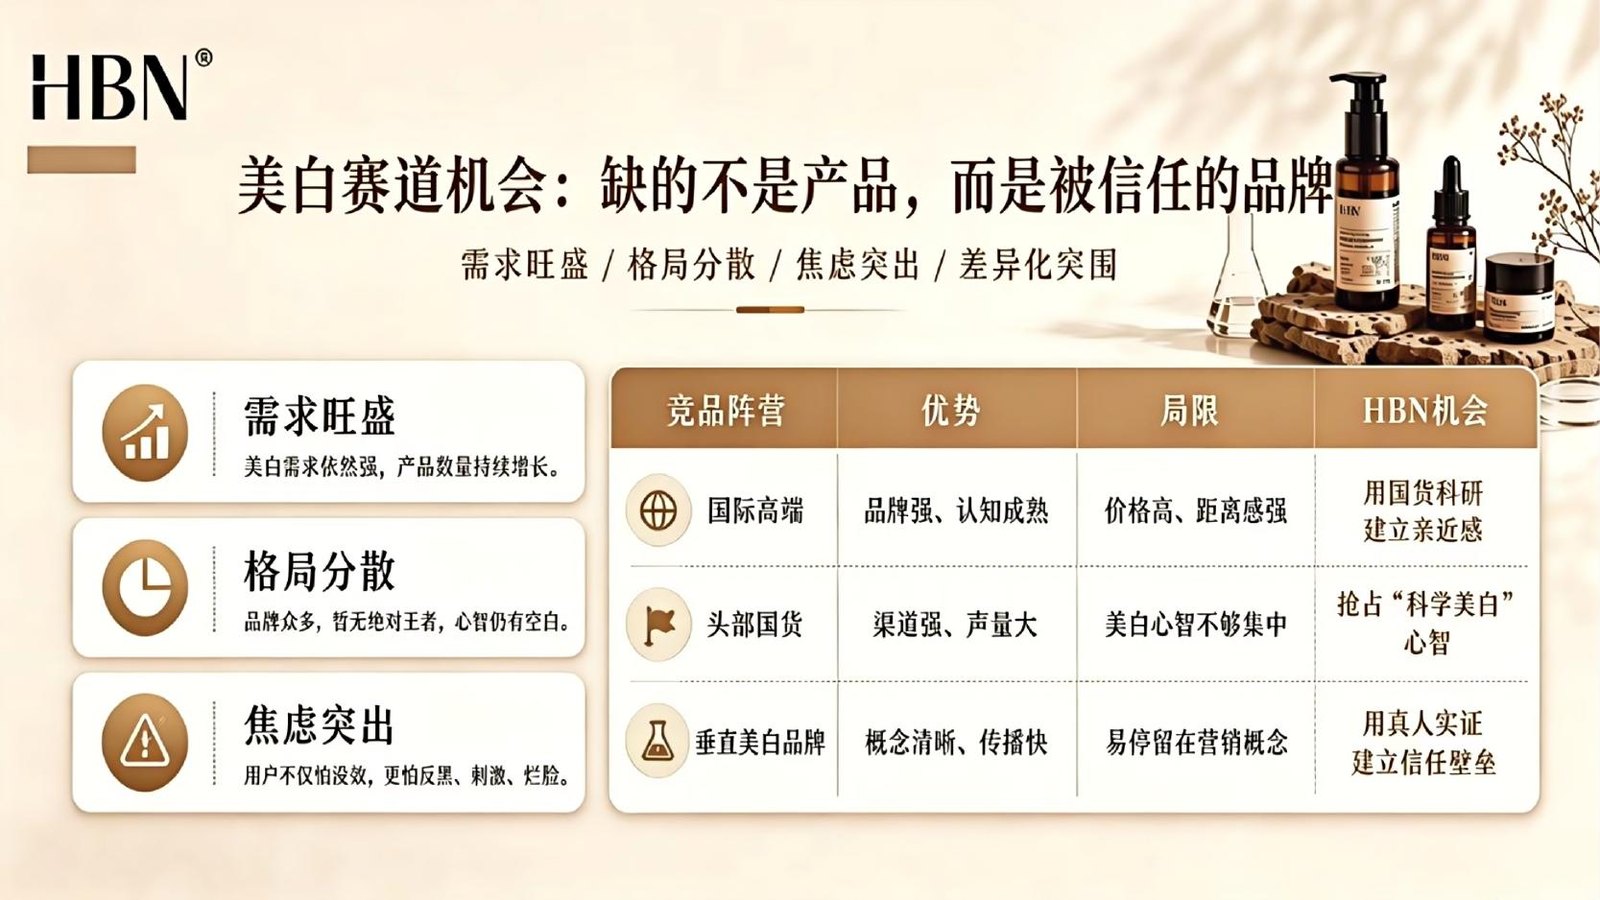 HBN®
美白赛道机会：缺的不是产品，而是被信任的品牌
需求旺盛 / 格局分散 / 焦虑突出 / 差异化突围
HBN
需求旺盛
美白需求依然强，产品数量持续增长。
格局分散
品牌众多，暂无绝对王者，心智仍有空白。
焦虑突出
用户不仅怕没效，更怕反黑、刺激、烂脸。
竞品阵营 优势 局限 HBN机会
国际高端 品牌强、认知成熟 价格高、距离感强 用国货科研
建立亲近感
头部国货 渠道强、声量大 美白心智不够集中 抢占“科学美白”
心智
垂直美白品牌 概念清晰、传播快 易停留在营销概念 用真人实证
建立信任壁垒